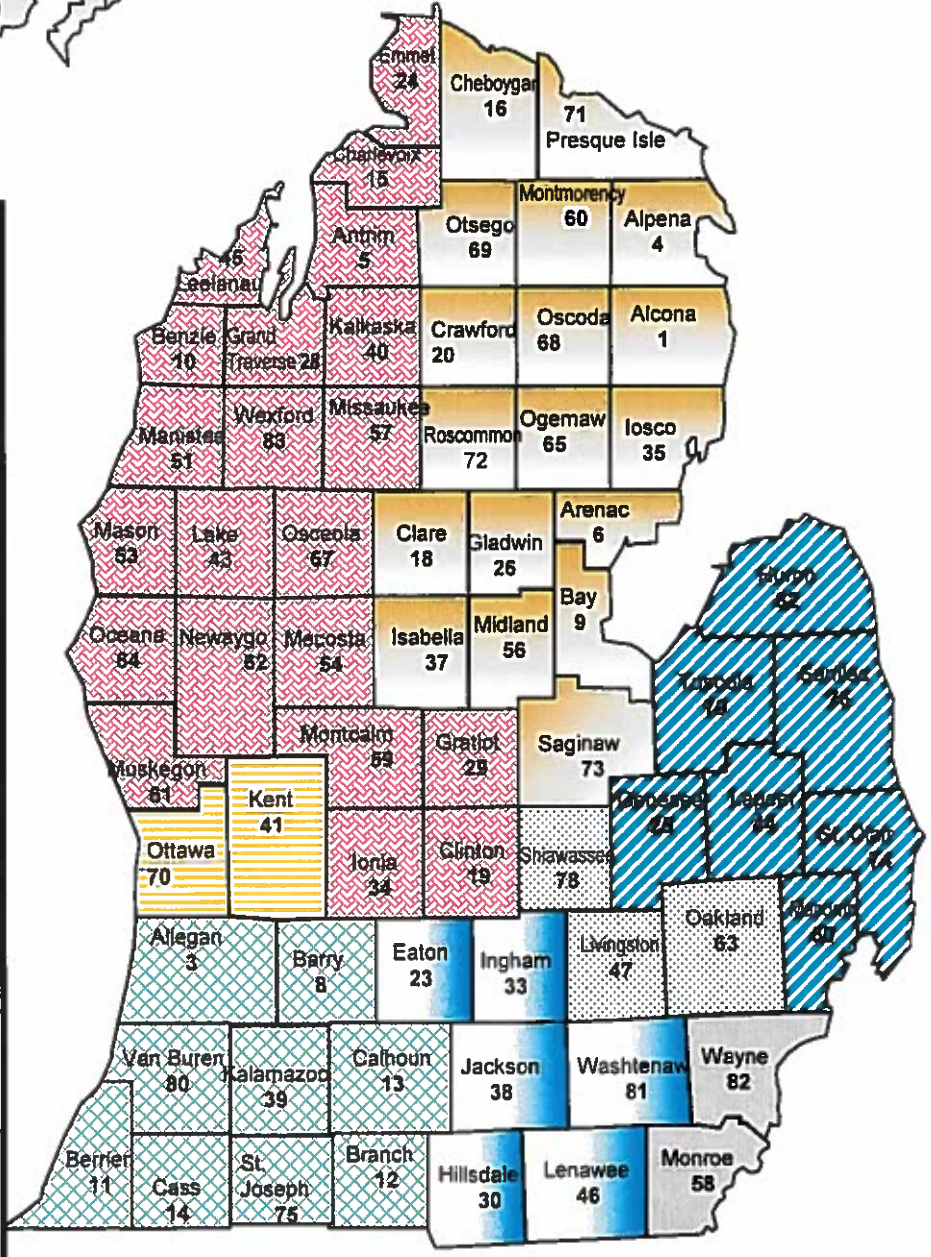 Emmet
24
Cheboygan
16
71
Presque Isle
Charlevoix
15
Antrim
5
Otsego
69
Montmorency
60
Alpena
4
45
Leelanau
Benzie
10
Grand
Traverse 28
Kalkaska
40
Crawford
20
Oscoda
68
Alcona
1
Manistee
51
Wexford
83
Missaukee
57
Roscommon
72
Ogemaw
65
Iosco
35
Mason
53
Lake
43
Osceola
67
Clare
18
Gladwin
26
Arenac
6
Huron
32
Oceana
64
Newaygo
62
Mecosta
54
Isabella
37
Midland
56
Bay
9
Tuscola
79
Sanilac
76
Muskegon
61
Montcalm
59
Gratiot
29
Saginaw
73
Ottawa
70
Kent
41
Ionia
34
Clinton
19
Shiawassee
78
Genesee
25
Lapeer
44
St. Clair
74
Allegan
3
Barry
8
Eaton
23
Ingham
33
Livingston
47
Oakland
63
Macomb
50
Van Buren
80
Kalamazoo
39
Calhoun
13
Jackson
38
Washtenaw
81
Wayne
82
Berrien
11
Cass
14
St.
Joseph
75
Branch
12
Hillsdale
30
Lenawee
46
Monroe
58